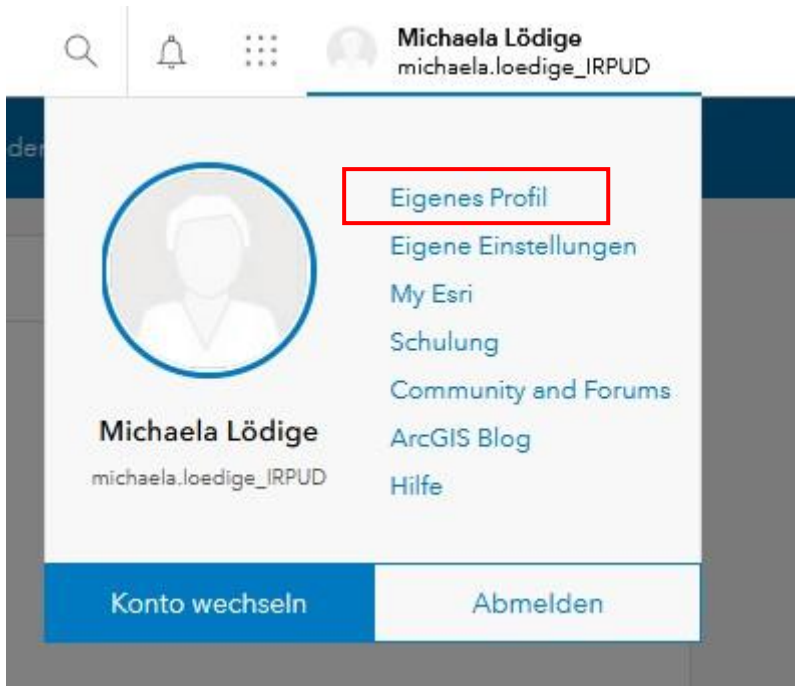 Michaela Lödige
michaela.loedige_IRPUD
der
Eigenes Profil
Eigene Einstellungen
My Esri
Schulung
Community and Forums
ArcGIS Blog
Hilfe
Michaela Lödige
michaela.loedige_IRPUD
Konto wechseln
Abmelden